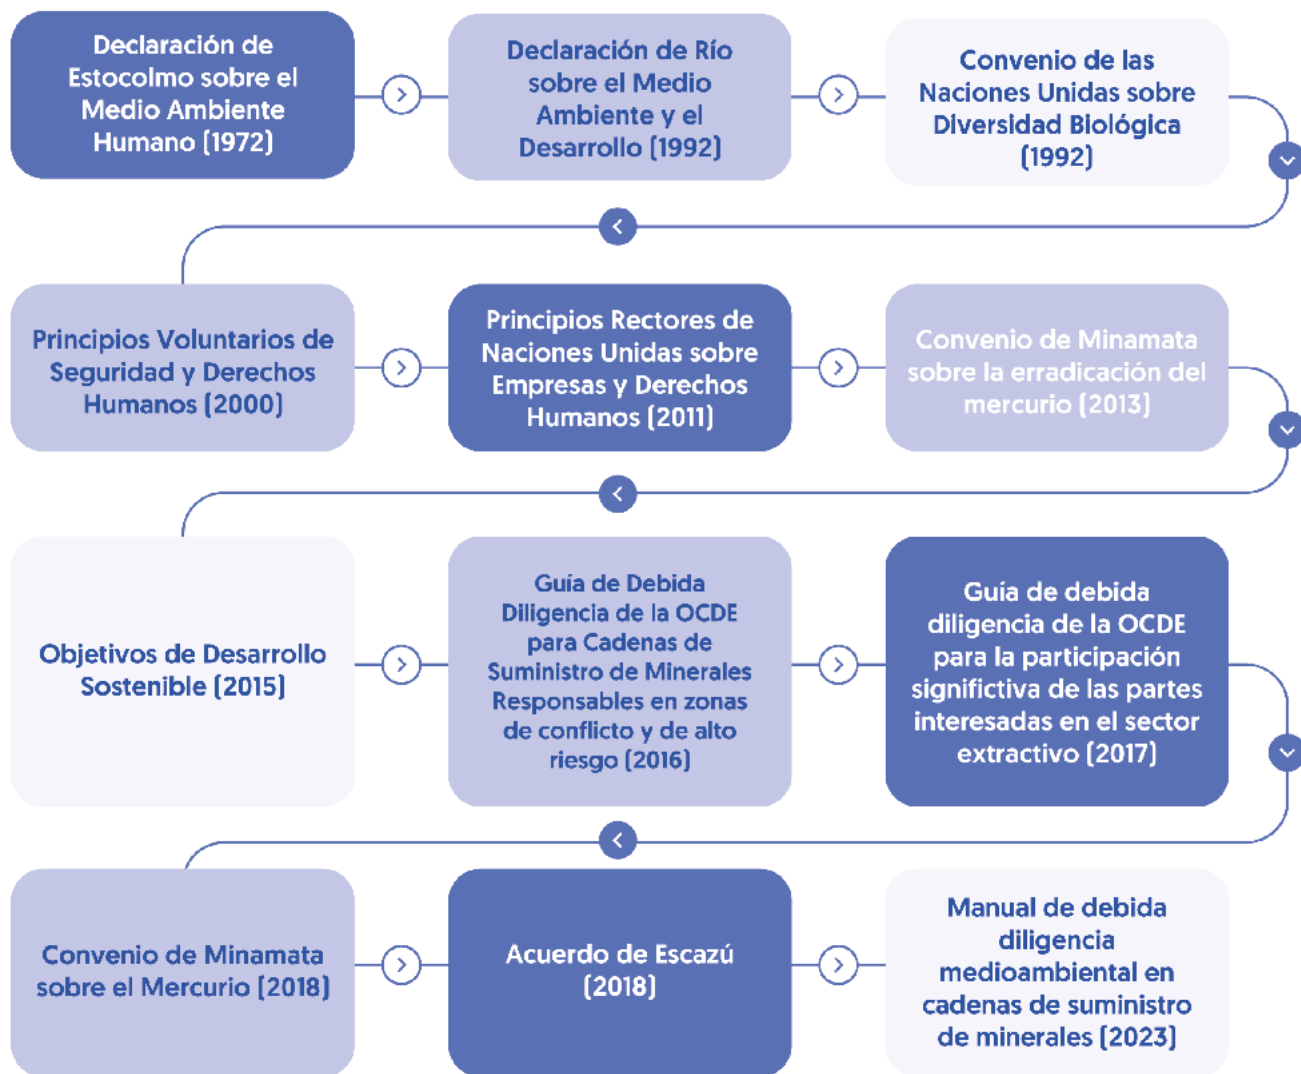 Declaración de
Estocolmo sobre el
Medio Ambiente
Humano (1972)
Declaración de Río
sobre el Medio
Ambiente y el
Desarrollo (1992)
Convenio de las
Naciones Unidas sobre
Diversidad Biológica
(1992)
Principios Voluntarios de
Seguridad y Derechos
Humanos (2000)
Principios Rectores de
Naciones Unidas sobre
Empresas y Derechos
Humanos (2011)
Convenio de Minamata
sobre la erradicación del
mercurio (2013)
Objetivos de Desarrollo
Sostenible (2015)
Guía de Debida
Diligencia de la OCDE
para Cadenas de
Suministro de Minerales
Responsables en zonas
de conflicto y de alto
riesgo (2016)
Guía de debida
diligencia de la OCDE
para la participación
significtiva de las partes
interesadas en el sector
extractivo (2017)
Convenio de Minamata
sobre el Mercurio (2018)
Acuerdo de Escazú
(2018)
Manual de debida
diligencia
medioambiental en
cadenas de suministro
de minerales (2023)